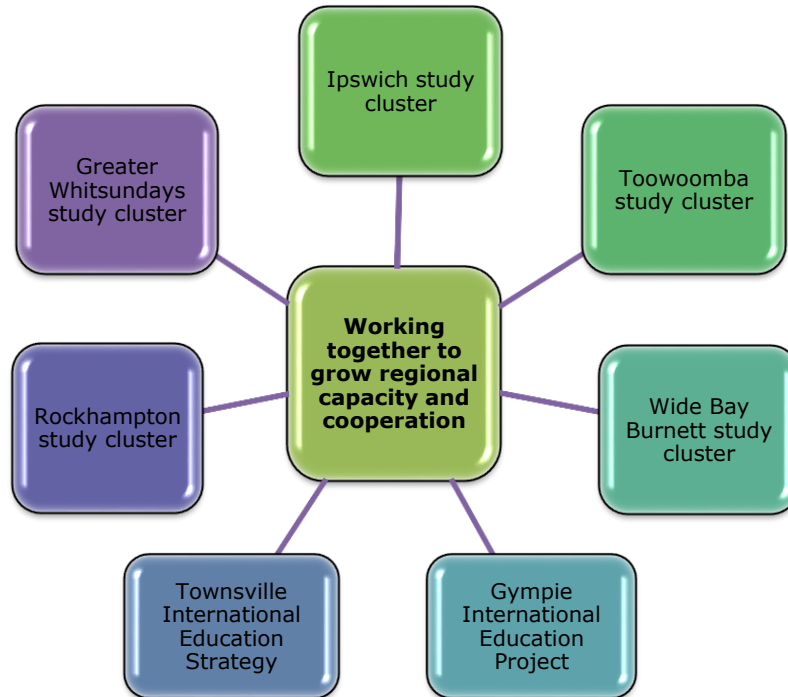 Ipswich study
cluster
Toowoomba
study cluster
Wide Bay
Burnett study
cluster
Gympie
International
Education
Project
Townsville
International
Education
Strategy
Rockhampton
study cluster
Greater
Whitsundays
study cluster
Working
together to
grow regional
capacity and
cooperation